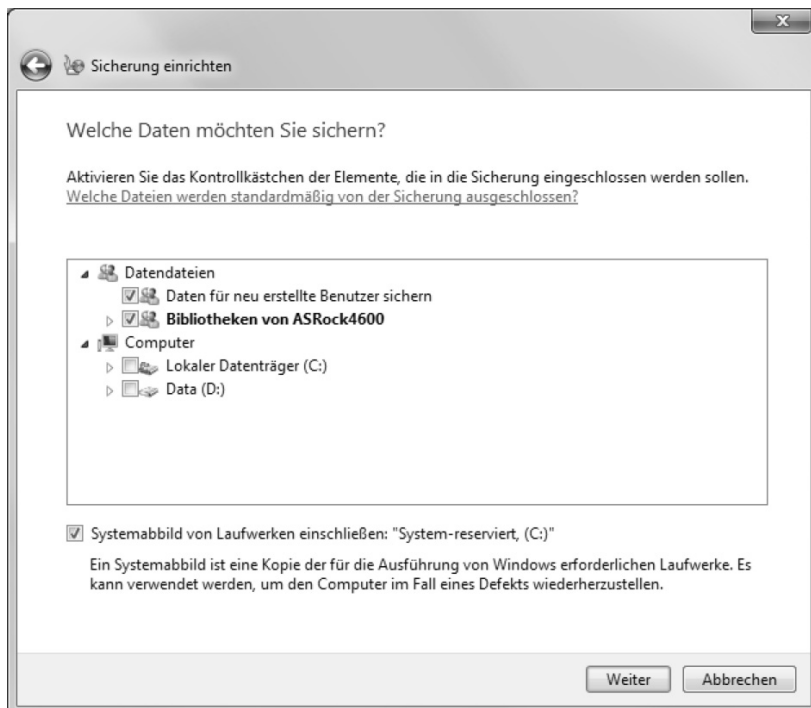 Sicherung einrichten
Welche Daten möchten Sie sichern?
Aktivieren Sie das Kontrollkästchen der Elemente, die in die Sicherung eingeschlossen werden sollen.
Welche Dateien werden standardmäßig von der Sicherung ausgeschlossen?
Datendateien
Daten für neu erstellte Benutzer sichern
Bibliotheken von ASRock4600
Computer
Lokaler Datenträger (C:)
Data (D:)
Systemabbild von Laufwerken einschließen: "System-reserviert, (C:)"
Ein Systemabbild ist eine Kopie der für die Ausführung von Windows erforderlichen Laufwerke. Es
kann verwendet werden, um den Computer im Fall eines Defekts wiederherzustellen.
Weiter
Abbrechen